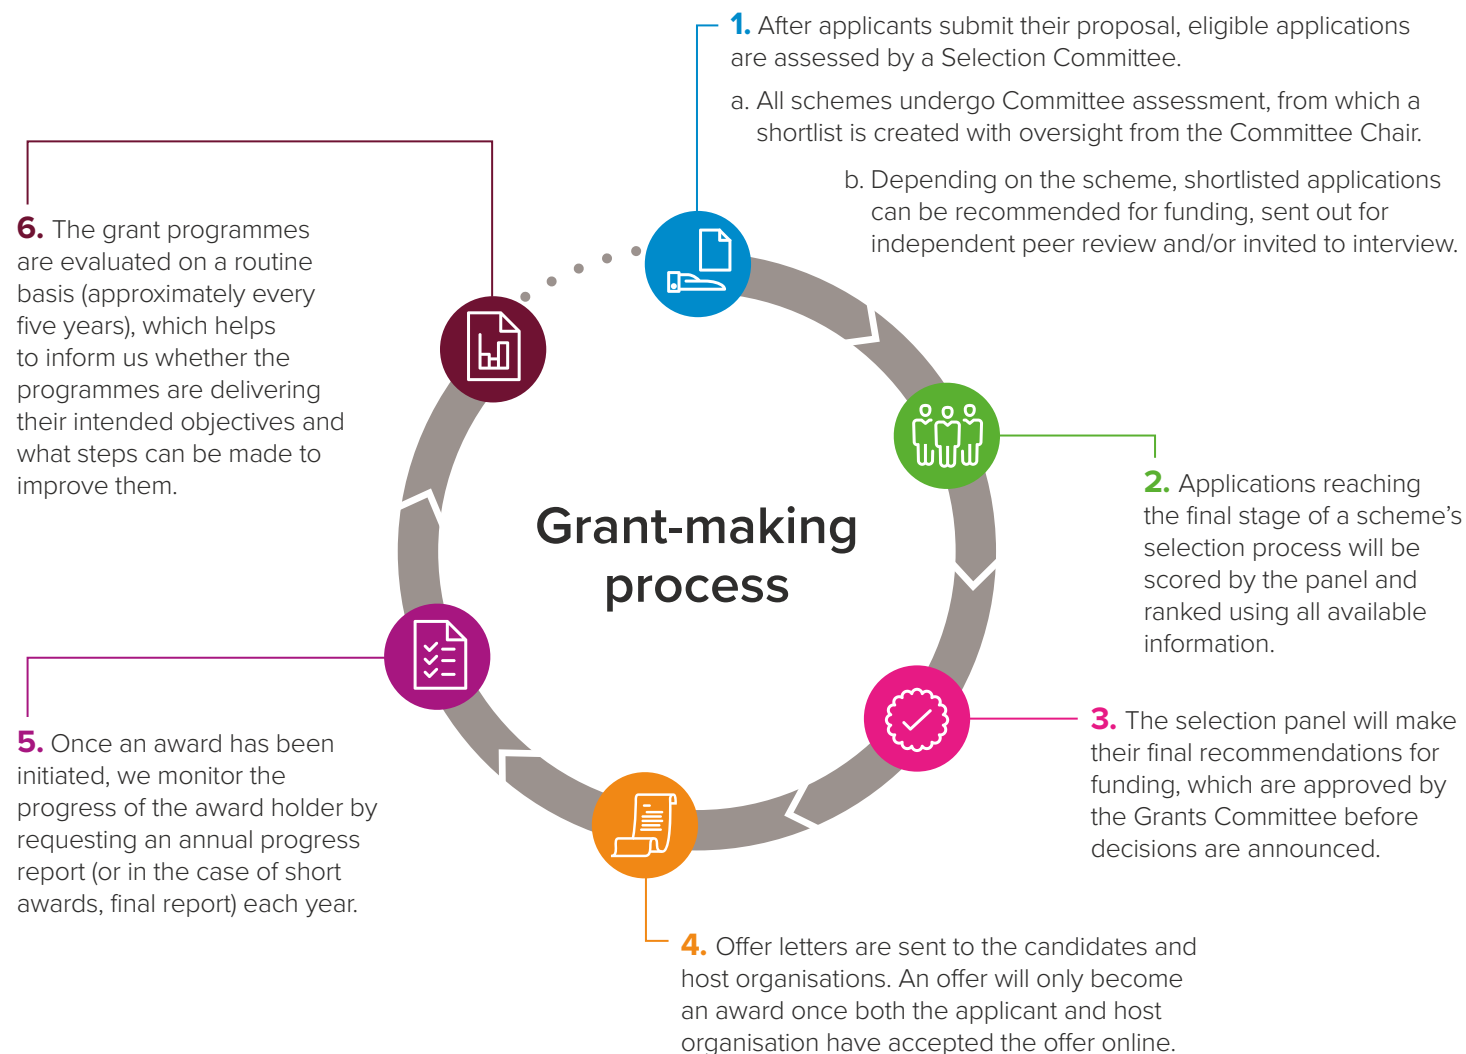 Grant-making
process
1. After applicants submit their proposal, eligible applications
are assessed by a Selection Committee.
a. All schemes undergo Committee assessment, from which a
shortlist is created with oversight from the Committee Chair.
b. Depending on the scheme, shortlisted applications
can be recommended for funding, sent out for
independent peer review and/or invited to interview.
2. Applications reaching
the final stage of a scheme’s
selection process will be
scored by the panel and
ranked using all available
information.
3. The selection panel will make
their final recommendations for
funding, which are approved by
the Grants Committee before
decisions are announced.
4. Offer letters are sent to the candidates and
host organisations. An offer will only become
an award once both the applicant and host
organisation have accepted the offer online.
5. Once an award has been
initiated, we monitor the
progress of the award holder by
requesting an annual progress
report (or in the case of short
awards, final report) each year.
6. The grant programmes
are evaluated on a routine
basis (approximately every
five years), which helps
to inform us whether the
programmes are delivering
their intended objectives and
what steps can be made to
improve them.